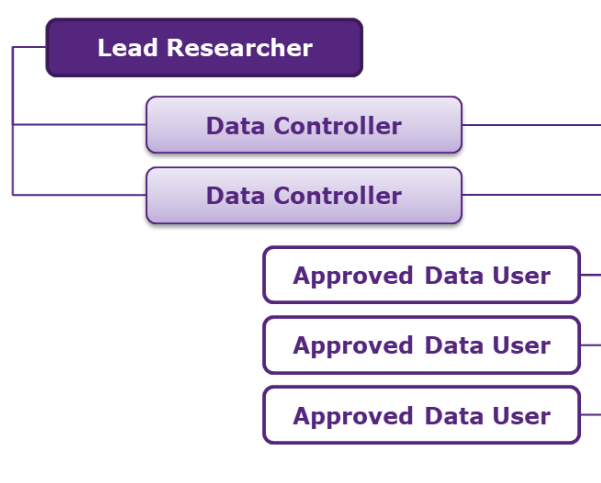 Lead Researcher
Data Controller
Data Controller
Approved Data User
Approved Data User
Approved Data User